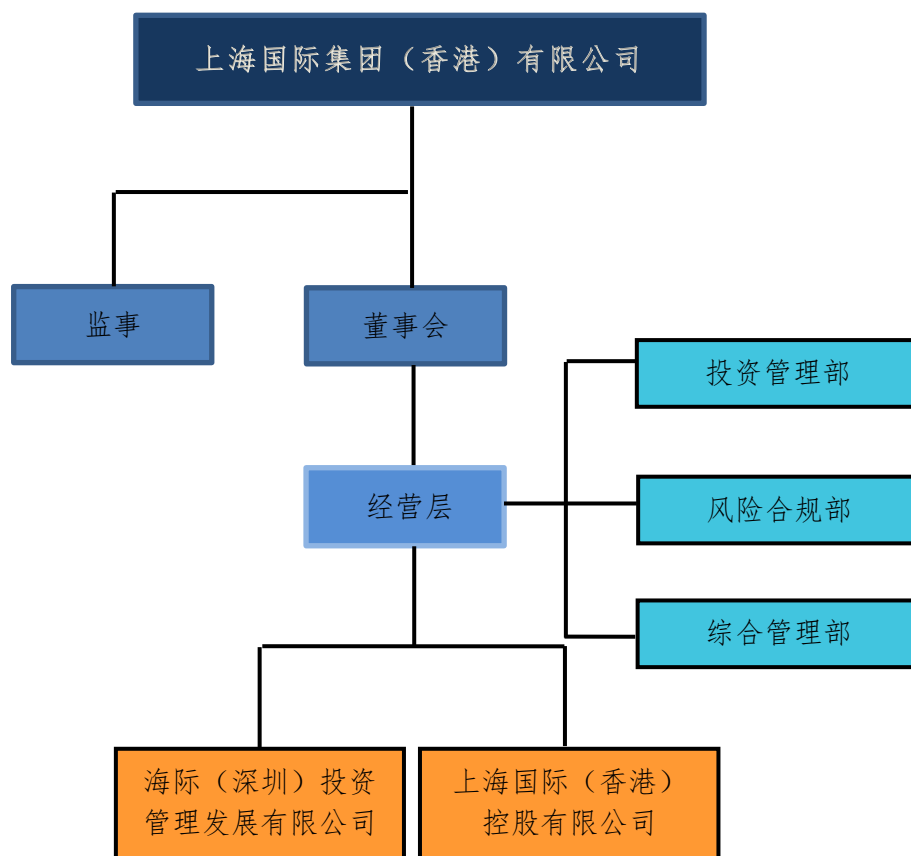 上海国际集团（香港）有限公司
监事
董事会
投资管理部
经营层
风险合规部
综合管理部
海际（深圳）投资
管理发展有限公司
上海国际（香港）
控股有限公司